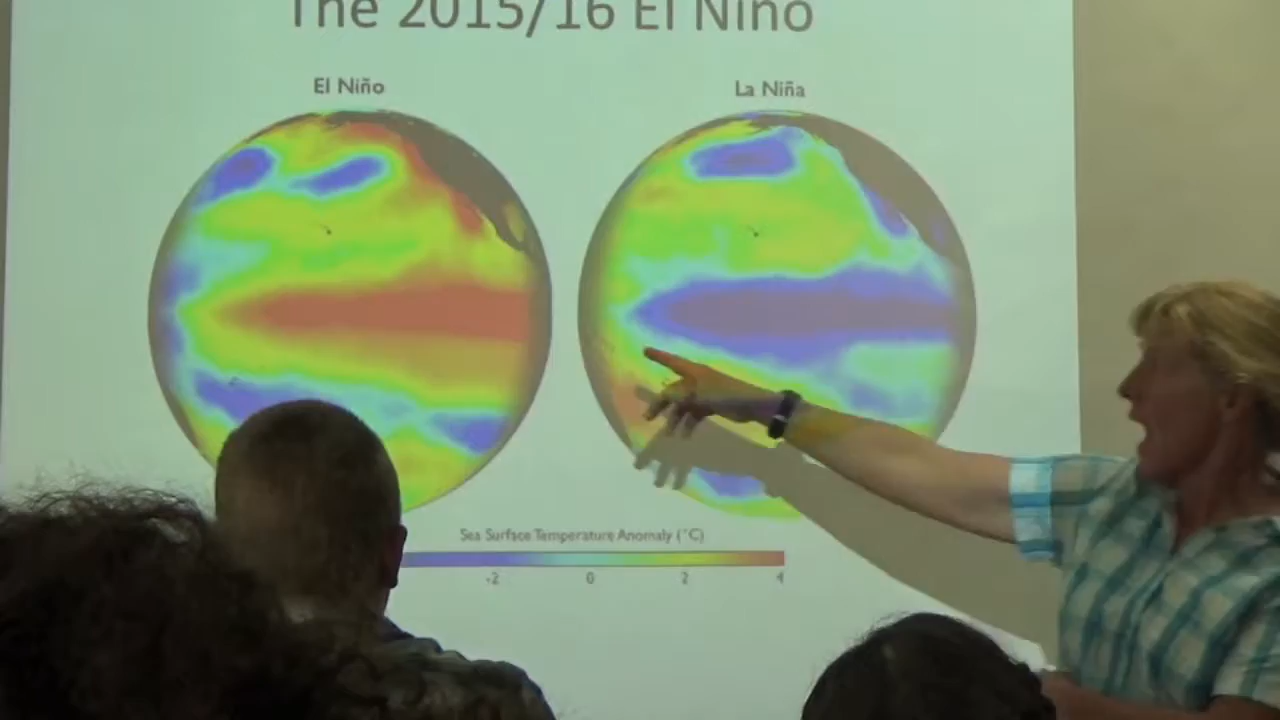 The 2015/16 El Niño
El Niño
La Niña
Sea Surface Temperature Anomaly (°C)
-2 0 2 4